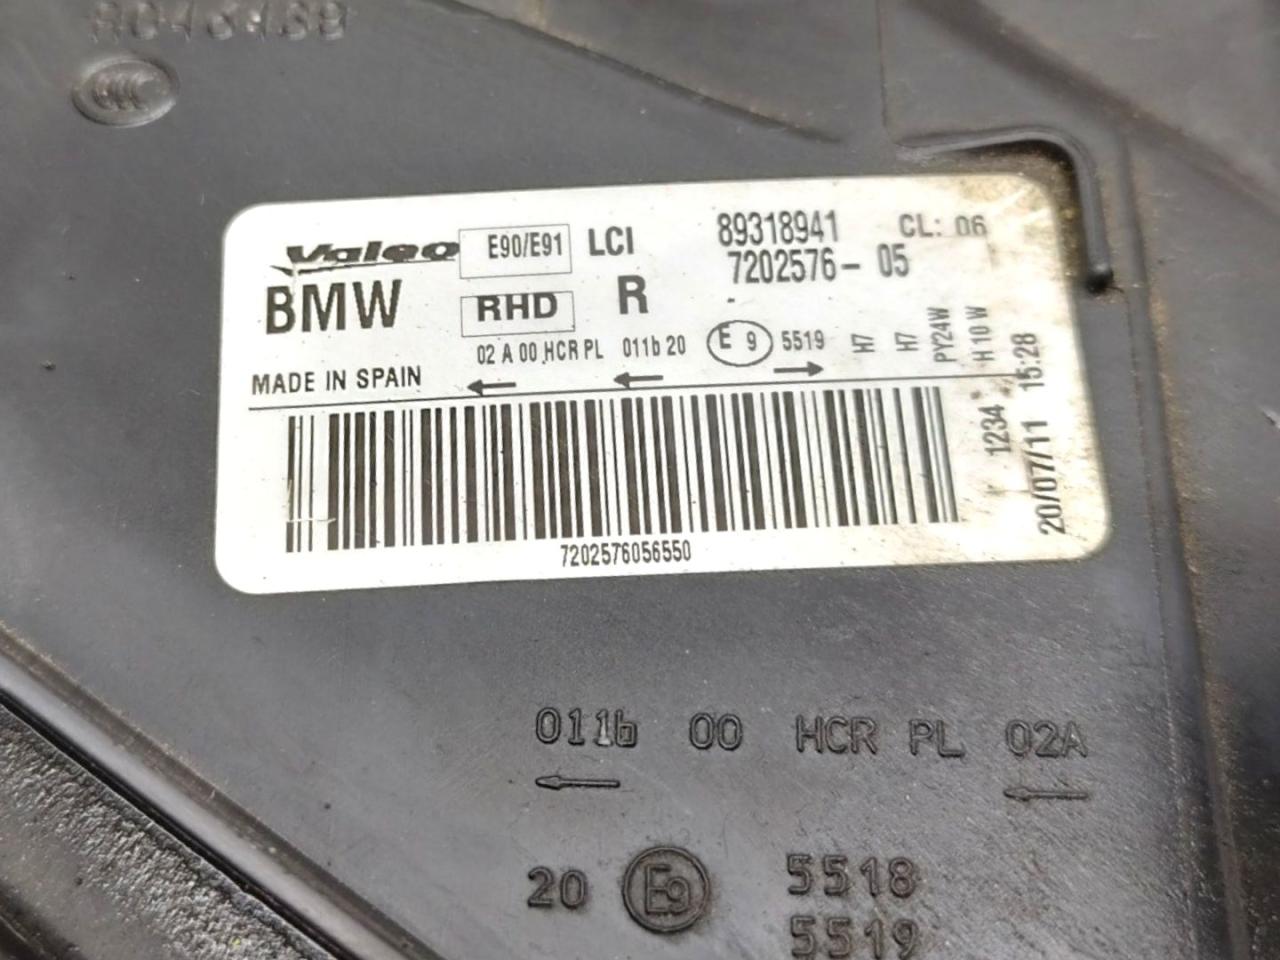 CCC
Valeo E90/E91 LCI 89318941 CL: 06
7202576- 05
BMW RHD R
02 A 00 HCR PL 011b 20 E 9 5519 H7 H7 PY24W H10W
MADE IN SPAIN
1234
20/07/11 15:28
7202576056550
011b 00 HCR PL 02A
20 E9 5518
5519